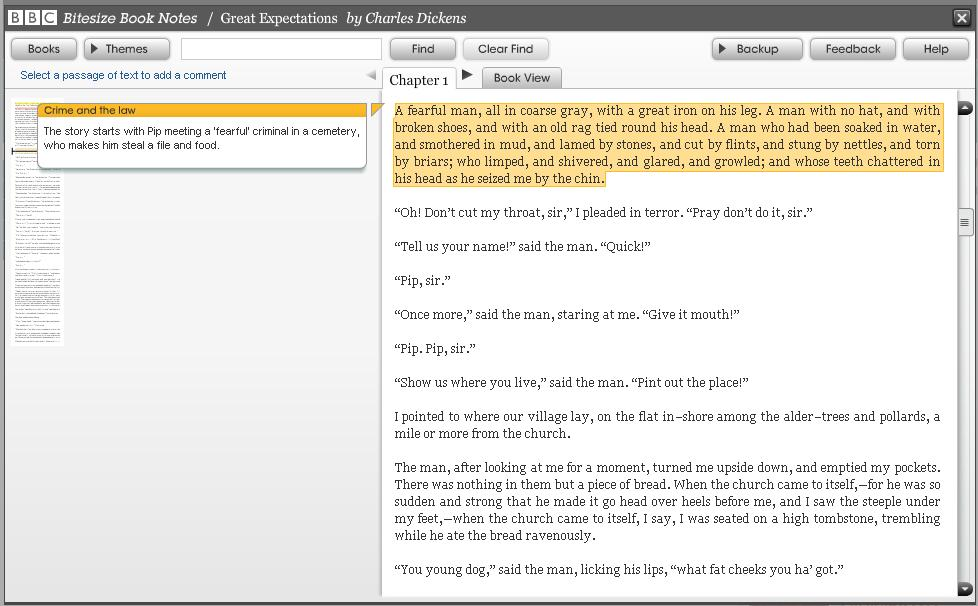 BBC Bitesize Book Notes / Great Expectations by Charles Dickens
Books Themes Find Clear Find Backup Feedback Help
Select a passage of text to add a comment
Chapter 1 Book View
Crime and the law
The story starts with Pip meeting a 'fearful' criminal in a cemetery,
who makes him steal a file and food.
A fearful man, all in coarse gray, with a great iron on his leg. A man with no hat, and with
broken shoes, and with an old rag tied round his head. A man who had been soaked in water,
and smothered in mud, and lamed by stones, and cut by flints, and stung by nettles, and torn
by briars; who limped, and shivered, and glared, and growled; and whose teeth chattered in
his head as he seized me by the chin.
“Oh! Don’t cut my throat, sir,” I pleaded in terror. “Pray don’t do it, sir.”
“Tell us your name!” said the man. “Quick!”
“Pip, sir.”
“Once more,” said the man, staring at me. “Give it mouth!”
“Pip. Pip, sir.”
“Show us where you live,” said the man. “Pint out the place!”
I pointed to where our village lay, on the flat in–shore among the alder–trees and pollards, a
mile or more from the church.
The man, after looking at me for a moment, turned me upside down, and emptied my pockets.
There was nothing in them but a piece of bread. When the church came to itself,—for he was so
sudden and strong that he made it go head over heels before me, and I saw the steeple under
my feet,—when the church came to itself, I say, I was seated on a high tombstone, trembling
while he ate the bread ravenously.
“You young dog,” said the man, licking his lips, “what fat cheeks you ha’ got.”